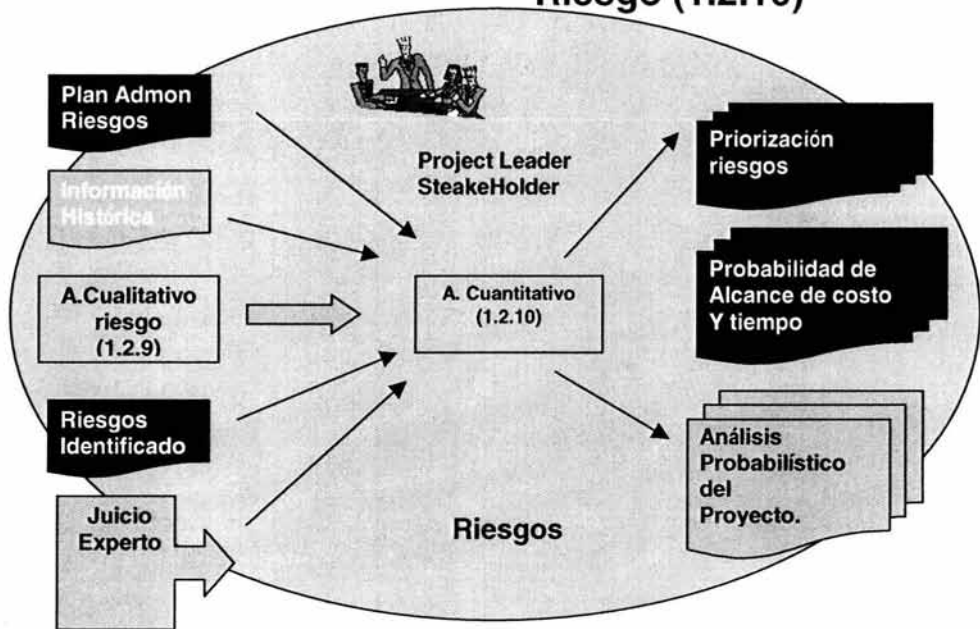 Riesgo (1.2.10)
Plan Admon
Riesgos
Información
Histórica
A.Cualitativo
riesgo
(1.2.9)
Riesgos
Identificado
Juicio
Experto
Project Leader
SteakeHolder
A. Cuantitativo
(1.2.10)
Riesgos
Priorización
riesgos
Probabilidad de
Alcance de costo
Y tiempo
Análisis
Probabilístico
del
Proyecto.